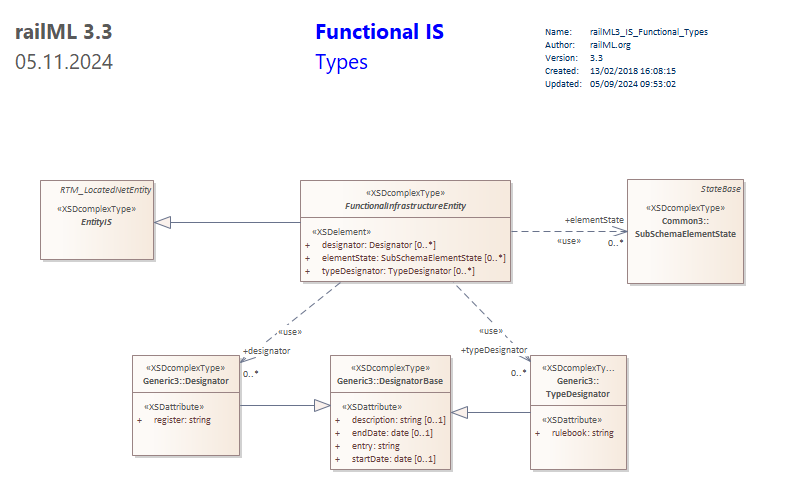 railML 3.3
05.11.2024
Functional IS
Types
Name: railML3_IS_Functional_Types
Author: railML.org
Version: 3.3
Created: 13/02/2018 16:08:15
Updated: 05/09/2024 09:53:02
RTM_LocatedNetEntity
«XSDcomplexType»
EntityIS
«XSDcomplexType»
FunctionalInfrastructureEntity
«XSDelement»
+ designator: Designator [0..*]
+ elementState: SubSchemaElementState [0..*]
+ typeDesignator: TypeDesignator [0..*]
+elementState
«use»
0..*
StateBase
«XSDcomplexType»
Common3::
SubSchemaElementState
«use»
+designator
0..*
«use»
+typeDesignator
0..*
«XSDcomplexType»
Generic3::Designator
«XSDattribute»
+ register: string
«XSDcomplexType»
Generic3::DesignatorBase
«XSDattribute»
+ description: string [0..1]
+ endDate: date [0..1]
+ entry: string
+ startDate: date [0..1]
«XSDcomplexTy...
Generic3::
TypeDesignator
«XSDattribute»
+ rulebook: string